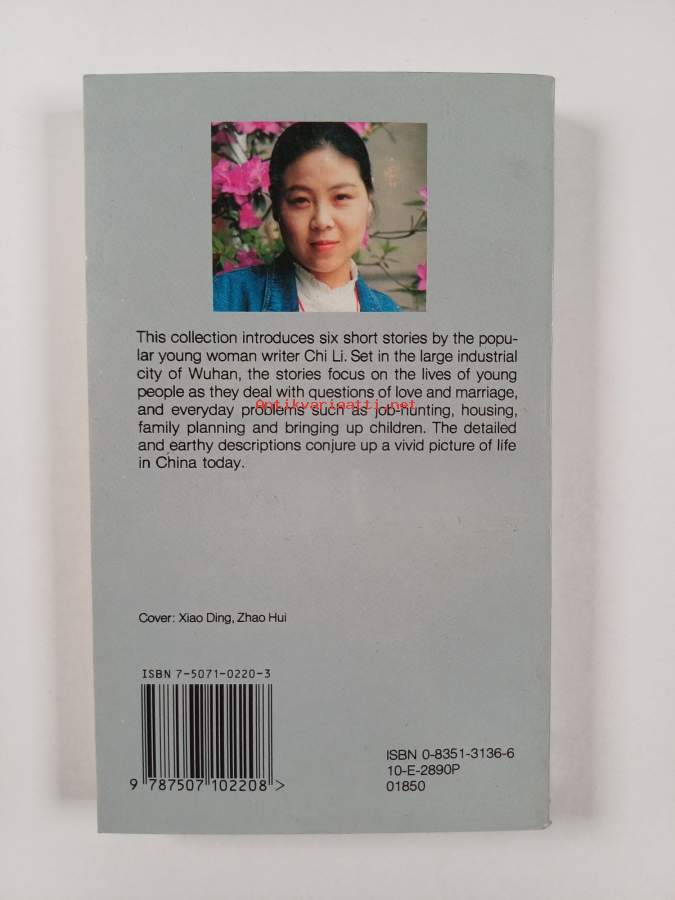 This collection introduces six short stories by the popu-
lar young woman writer Chi Li. Set in the large industrial
city of Wuhan, the stories focus on the lives of young
people as they deal with questions of love and marriage,
and everyday problems such as job-hunting, housing,
Antikvariaatti.net
family planning and bringing up children. The detailed
and earthy descriptions conjure up a vivid picture of life
in China today.
Cover: Xiao Ding, Zhao Hui
ISBN 7-5071-0220-3
9 787507 102208 >
ISBN 0-8351-3136-6
10-E-2890P
01850